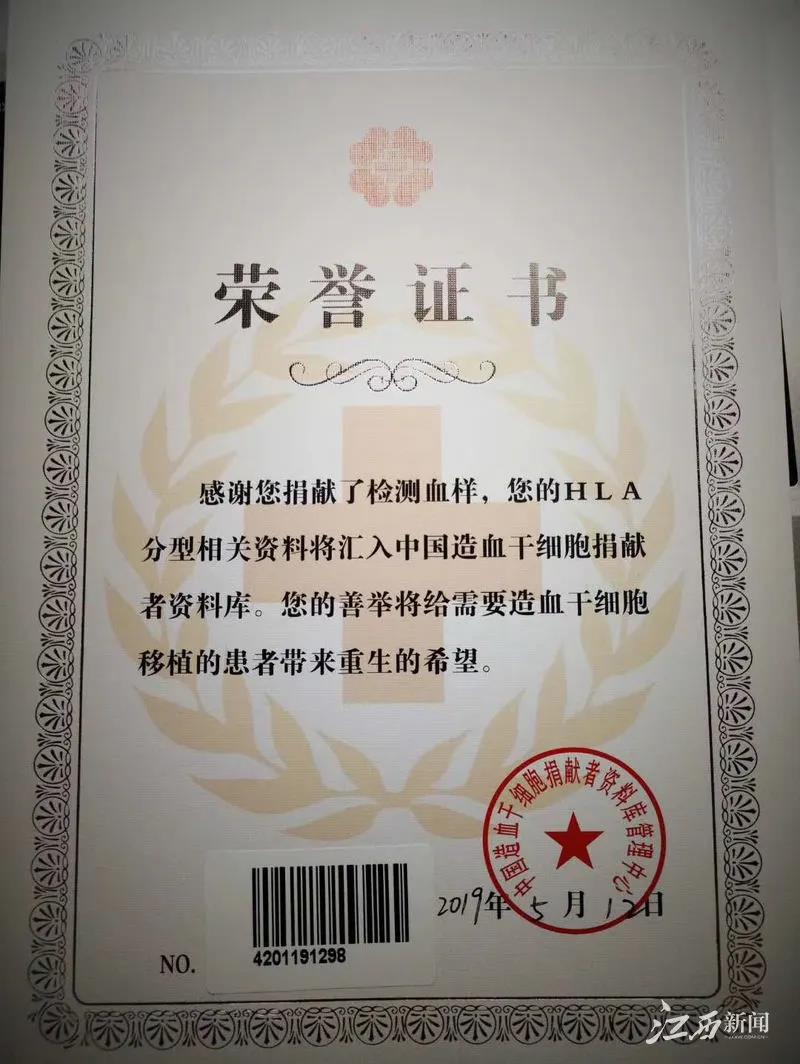 荣誉证书
感谢您捐献了检测血样，您的HLA
分型相关资料将汇入中国造血干细胞捐献
者资料库。您的善举将给需要造血干细胞
移植的患者带来重生的希望。
中国造血干细胞捐献者资料库管理中心
2019年5月12日
NO.
4201191298
江西新闻